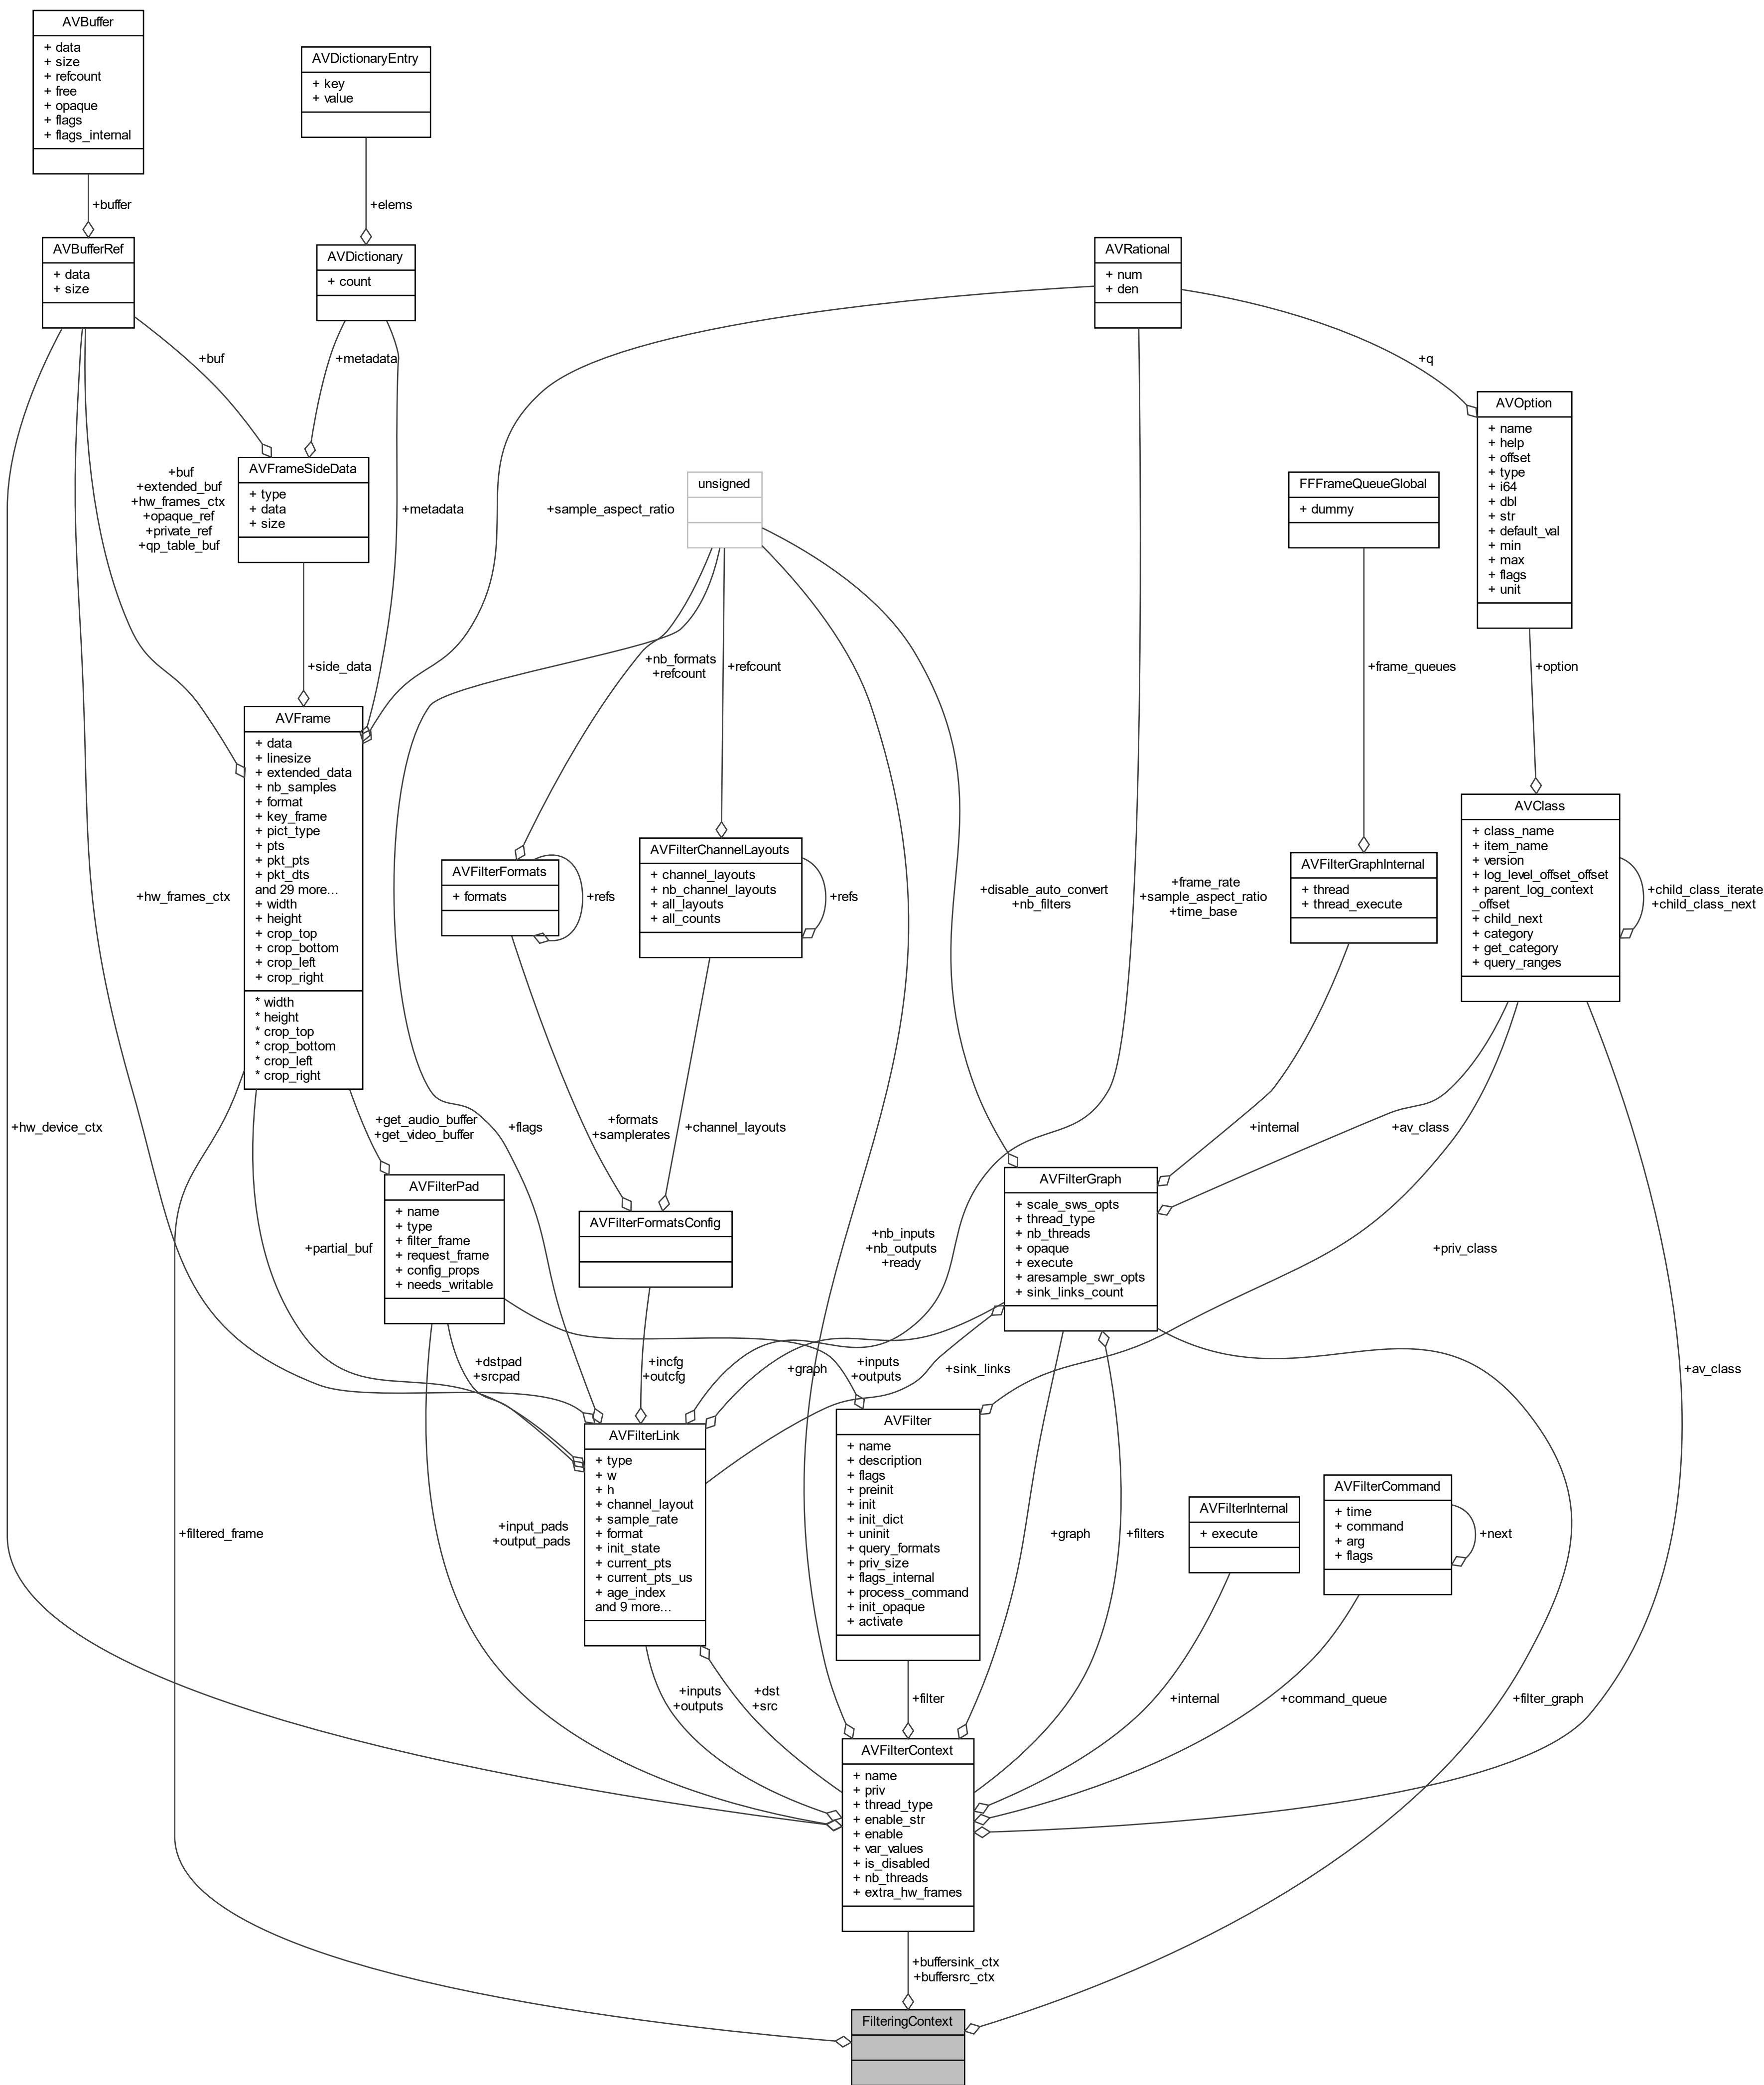 AVBuffer
+ data
+ size
+ refcount
+ free
+ opaque
+ flags
+ flags_internal
AVDictionaryEntry
+ key
+ value
+buffer
+elems
AVBufferRef
+ data
+ size
AVDictionary
+ count
AVRational
+ num
+ den
+buf
+metadata
+q
AVOption
+ name
+ help
+ offset
+ type
+ i64
+ dbl
+ str
+ default_val
+ min
+ max
+ flags
+ unit
+buf
+extended_buf
+hw_frames_ctx
+opaque_ref
+private_ref
+qp_table_buf
AVFrameSideData
+ type
+ data
+ size
+metadata
+sample_aspect_ratio
unsigned
FFFrameQueueGlobal
+ dummy
+side_data
+nb_formats
+refcount
+refcount
+frame_queues
+option
AVFrame
+ data
+ linesize
+ extended_data
+ nb_samples
+ format
+ key_frame
+ pict_type
+ pts
+ pkt_pts
+ pkt_dts
and 29 more...
+ width
+ height
+ crop_top
+ crop_bottom
+ crop_left
+ crop_right
* width
* height
* crop_top
* crop_bottom
* crop_left
* crop_right
+hw_frames_ctx
AVFilterFormats
+ formats
+refs
AVFilterChannelLayouts
+ channel_layouts
+ nb_channel_layouts
+ all_layouts
+ all_counts
+refs
+disable_auto_convert
+nb_filters
+frame_rate
+sample_aspect_ratio
+time_base
AVFilterGraphInternal
+ thread
+ thread_execute
AVClass
+ class_name
+ item_name
+ version
+ log_level_offset_offset
+ parent_log_context
_offset
+ child_next
+ category
+ get_category
+ query_ranges
+child_class_iterate
+child_class_next
+hw_device_ctx
+get_audio_buffer
+get_video_buffer
+flags
+formats
+samplerates
+channel_layouts
+internal
+av_class
AVFilterPad
+ name
+ type
+ filter_frame
+ request_frame
+ config_props
+ needs_writable
+partial_buf
AVFilterFormatsConfig
+nb_inputs
+nb_outputs
+ready
AVFilterGraph
+ scale_sws_opts
+ thread_type
+ nb_threads
+ opaque
+ execute
+ aresample_swr_opts
+ sink_links_count
+priv_class
+dstpad
+srcpad
+incfg
+outcfg
+graph
+inputs
+outputs
+sink_links
+av_class
AVFilterLink
+ type
+ w
+ h
+ channel_layout
+ sample_rate
+ format
+ init_state
+ current_pts
+ current_pts_us
+ age_index
and 9 more...
AVFilter
+ name
+ description
+ flags
+ preinit
+ init
+ init_dict
+ uninit
+ query_formats
+ priv_size
+ flags_internal
+ process_command
+ init_opaque
+ activate
+filtered_frame
+input_pads
+output_pads
+graph
+filters
AVFilterInternal
+ execute
AVFilterCommand
+ time
+ command
+ arg
+ flags
+next
+inputs
+outputs
+dst
+src
+filter
+internal
+command_queue
+filter_graph
AVFilterContext
+ name
+ priv
+ thread_type
+ enable_str
+ enable
+ var_values
+ is_disabled
+ nb_threads
+ extra_hw_frames
+buffersink_ctx
+buffersrc_ctx
FilteringContext